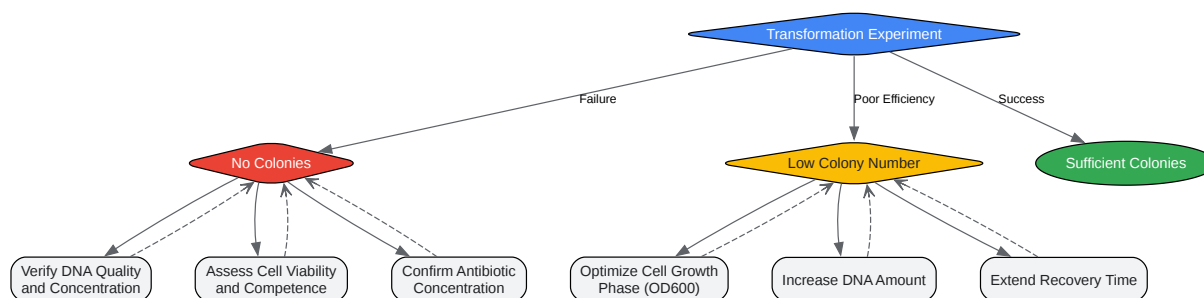 Transformation Experiment
Failure
Poor Efficiency
Success
No Colonies
Low Colony Number
Sufficient Colonies
Verify DNA Quality
and Concentration
Assess Cell Viability
and Competence
Confirm Antibiotic
Concentration
Optimize Cell Growth
Phase (OD600)
Increase DNA Amount
Extend Recovery Time